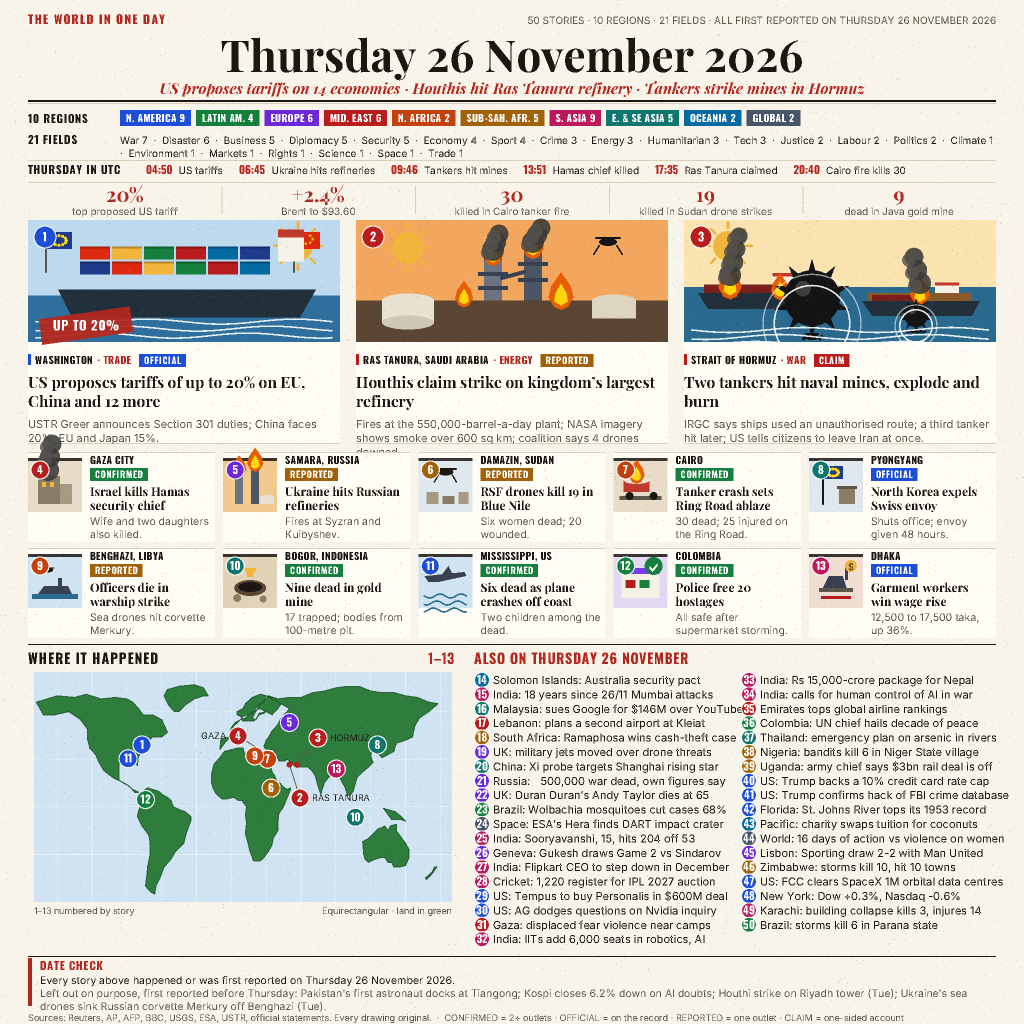 THE WORLD IN ONE DAY
50 STORIES · 10 REGIONS · 21 FIELDS · ALL FIRST REPORTED ON THURSDAY 26 NOVEMBER 2026
Thursday 26 November 2026
US proposes tariffs on 14 economies · Houthis hit Ras Tanura refinery · Tankers strike mines in Hormuz
10 REGIONS
N. AMERICA 9 LATIN AM. 4 EUROPE 6 MID. EAST 6 N. AFRICA 2 SUB-SAH. AFR. 5 S. ASIA 9 E. & SE ASIA 5 OCEANIA 2 GLOBAL 2
21 FIELDS
War 7 · Disaster 6 · Business 5 · Diplomacy 5 · Security 5 · Economy 4 · Sport 4 · Crime 3 · Energy 3 · Humanitarian 3 · Tech 3 · Justice 2 · Labour 2 · Politics 2 · Climate 1
· Environment 1 · Markets 1 · Rights 1 · Science 1 · Space 1 · Trade 1
THURSDAY IN UTC 04:50 US tariffs 06:45 Ukraine hits refineries 09:46 Tankers hit mines 13:51 Hamas chief killed 17:35 Ras Tanura claimed 20:40 Cairo fire kills 30
20%
top proposed US tariff
+2.4%
Brent to $93.60
30
killed in Cairo tanker fire
19
killed in Sudan drone strikes
9
dead in Java gold mine
1
UP TO 20%
WASHINGTON · TRADE OFFICIAL
US proposes tariffs of up to 20% on EU,
China and 12 more
USTR Greer announces Section 301 duties; China faces
20%, EU and Japan 15%.
2
RAS TANURA, SAUDI ARABIA · ENERGY REPORTED
Houthis claim strike on kingdom's largest
refinery
Fires at the 550,000-barrel-a-day plant; NASA imagery
shows smoke over 600 sq km; coalition says 4 drones
downed.
3
STRAIT OF HORMUZ · WAR CLAIM
Two tankers hit naval mines, explode and
burn
IRGC says ships used an unauthorised route; a third tanker
hit later; US tells citizens to leave Iran at once.
4
GAZA CITY
CONFIRMED
Israel kills Hamas
security chief
Wife and two daughters
also killed.
5
SAMARA, RUSSIA
REPORTED
Ukraine hits Russian
refineries
Fires at Syzran and
Kuibyshev.
6
DAMAZIN, SUDAN
REPORTED
RSF drones kill 19 in
Blue Nile
Six women dead; 20
wounded.
7
CAIRO
CONFIRMED
Tanker crash sets
Ring Road ablaze
30 dead; 25 injured on
the Ring Road.
8
PYONGYANG
OFFICIAL
North Korea expels
Swiss envoy
Shuts office; envoy
given 48 hours.
9
BENGHAZI, LIBYA
REPORTED
Officers die in
warship strike
Sea drones hit corvette
Merkury.
10
BOGOR, INDONESIA
CONFIRMED
Nine dead in gold
mine
17 trapped; bodies from
100-metre pit.
11
MISSISSIPPI, US
CONFIRMED
Six dead as plane
crashes off coast
Two children among the
dead.
12
COLOMBIA
CONFIRMED
Police free 20
hostages
All safe after
supermarket storming.
13
$
DHAKA
OFFICIAL
Garment workers
win wage rise
12,500 to 17,500 taka,
up 36%.
WHERE IT HAPPENED 1–13
1
11
12
5
GAZA 4
3 HORMUZ
8
9
7
13
6
2 RAS TANURA
10
1–13 numbered by story
Equirectangular · land in green
ALSO ON THURSDAY 26 NOVEMBER
14 Solomon Islands: Australia security pact
15 India: 18 years since 26/11 Mumbai attacks
16 Malaysia: sues Google for $146M over YouTube
17 Lebanon: plans a second airport at Kleiat
18 South Africa: Ramaphosa wins cash-theft case
19 UK: military jets moved over drone threats
20 China: Xi probe targets Shanghai rising star
21 Russia: 500,000 war dead, own figures say
22 UK: Duran Duran's Andy Taylor dies at 65
23 Brazil: Wolbachia mosquitoes cut cases 68%
24 Space: ESA's Hera finds DART impact crater
25 India: Sooryavanshi, 15, hits 204 off 53
26 Geneva: Gukesh draws Game 2 vs Sindarov
27 India: Flipkart CEO to step down in December
28 Cricket: 1,220 register for IPL 2027 auction
29 US: Tempus to buy Personalis in $600M deal
30 US: AG dodges questions on Nvidia inquiry
31 Gaza: displaced fear violence near camps
32 India: IITs add 6,000 seats in robotics, AI
33 India: Rs 15,000-crore package for Nepal
34 India: calls for human control of AI in war
35 Emirates tops global airline rankings
36 Colombia: UN chief hails decade of peace
37 Thailand: emergency plan on arsenic in rivers
38 Nigeria: bandits kill 6 in Niger State village
39 Uganda: army chief says $3bn rail deal is off
40 US: Trump backs a 10% credit card rate cap
41 US: Trump confirms hack of FBI crime database
42 Florida: St. Johns River tops its 1953 record
43 Pacific: charity swaps tuition for coconuts
44 World: 16 days of action vs violence on women
45 Lisbon: Sporting draw 2-2 with Man United
46 Zimbabwe: storms kill 10, hit 10 towns
47 US: FCC clears SpaceX 1M orbital data centres
48 New York: Dow +0.3%, Nasdaq -0.6%
49 Karachi: building collapse kills 3, injures 14
50 Brazil: storms kill 6 in Parana state
DATE CHECK
Every story above happened or was first reported on Thursday 26 November 2026.
Left out on purpose, first reported before Thursday: Pakistan's first astronaut docks at Tiangong; Kospi closes 6.2% down on AI doubts; Houthi strike on Riyadh tower (Tue); Ukraine's sea
drones sink Russian corvette Merkury off Benghazi (Tue).
Sources: Reuters, AP, AFP, BBC, USGS, ESA, USTR, official statements. Every drawing original. · CONFIRMED = 2+ outlets · OFFICIAL = on the record · REPORTED = one outlet · CLAIM = one-sided account